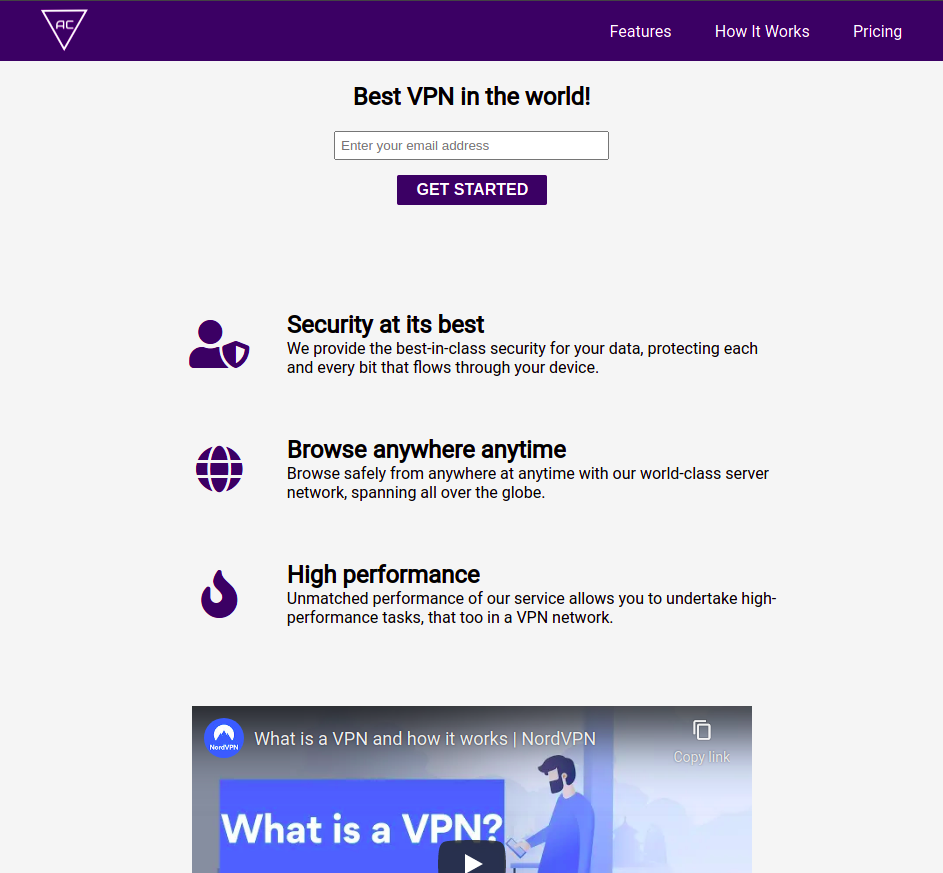 AC
Features
How It Works
Pricing
Best VPN in the world!
Enter your email address
GET STARTED
Security at its best
We provide the best-in-class security for your data, protecting each
and every bit that flows through your device.
Browse anywhere anytime
Browse safely from anywhere at anytime with our world-class server
network, spanning all over the globe.
High performance
Unmatched performance of our service allows you to undertake high-
performance tasks, that too in a VPN network.
NordVPN
What is a VPN and how it works | NordVPN
Copy link
What is a VPN?